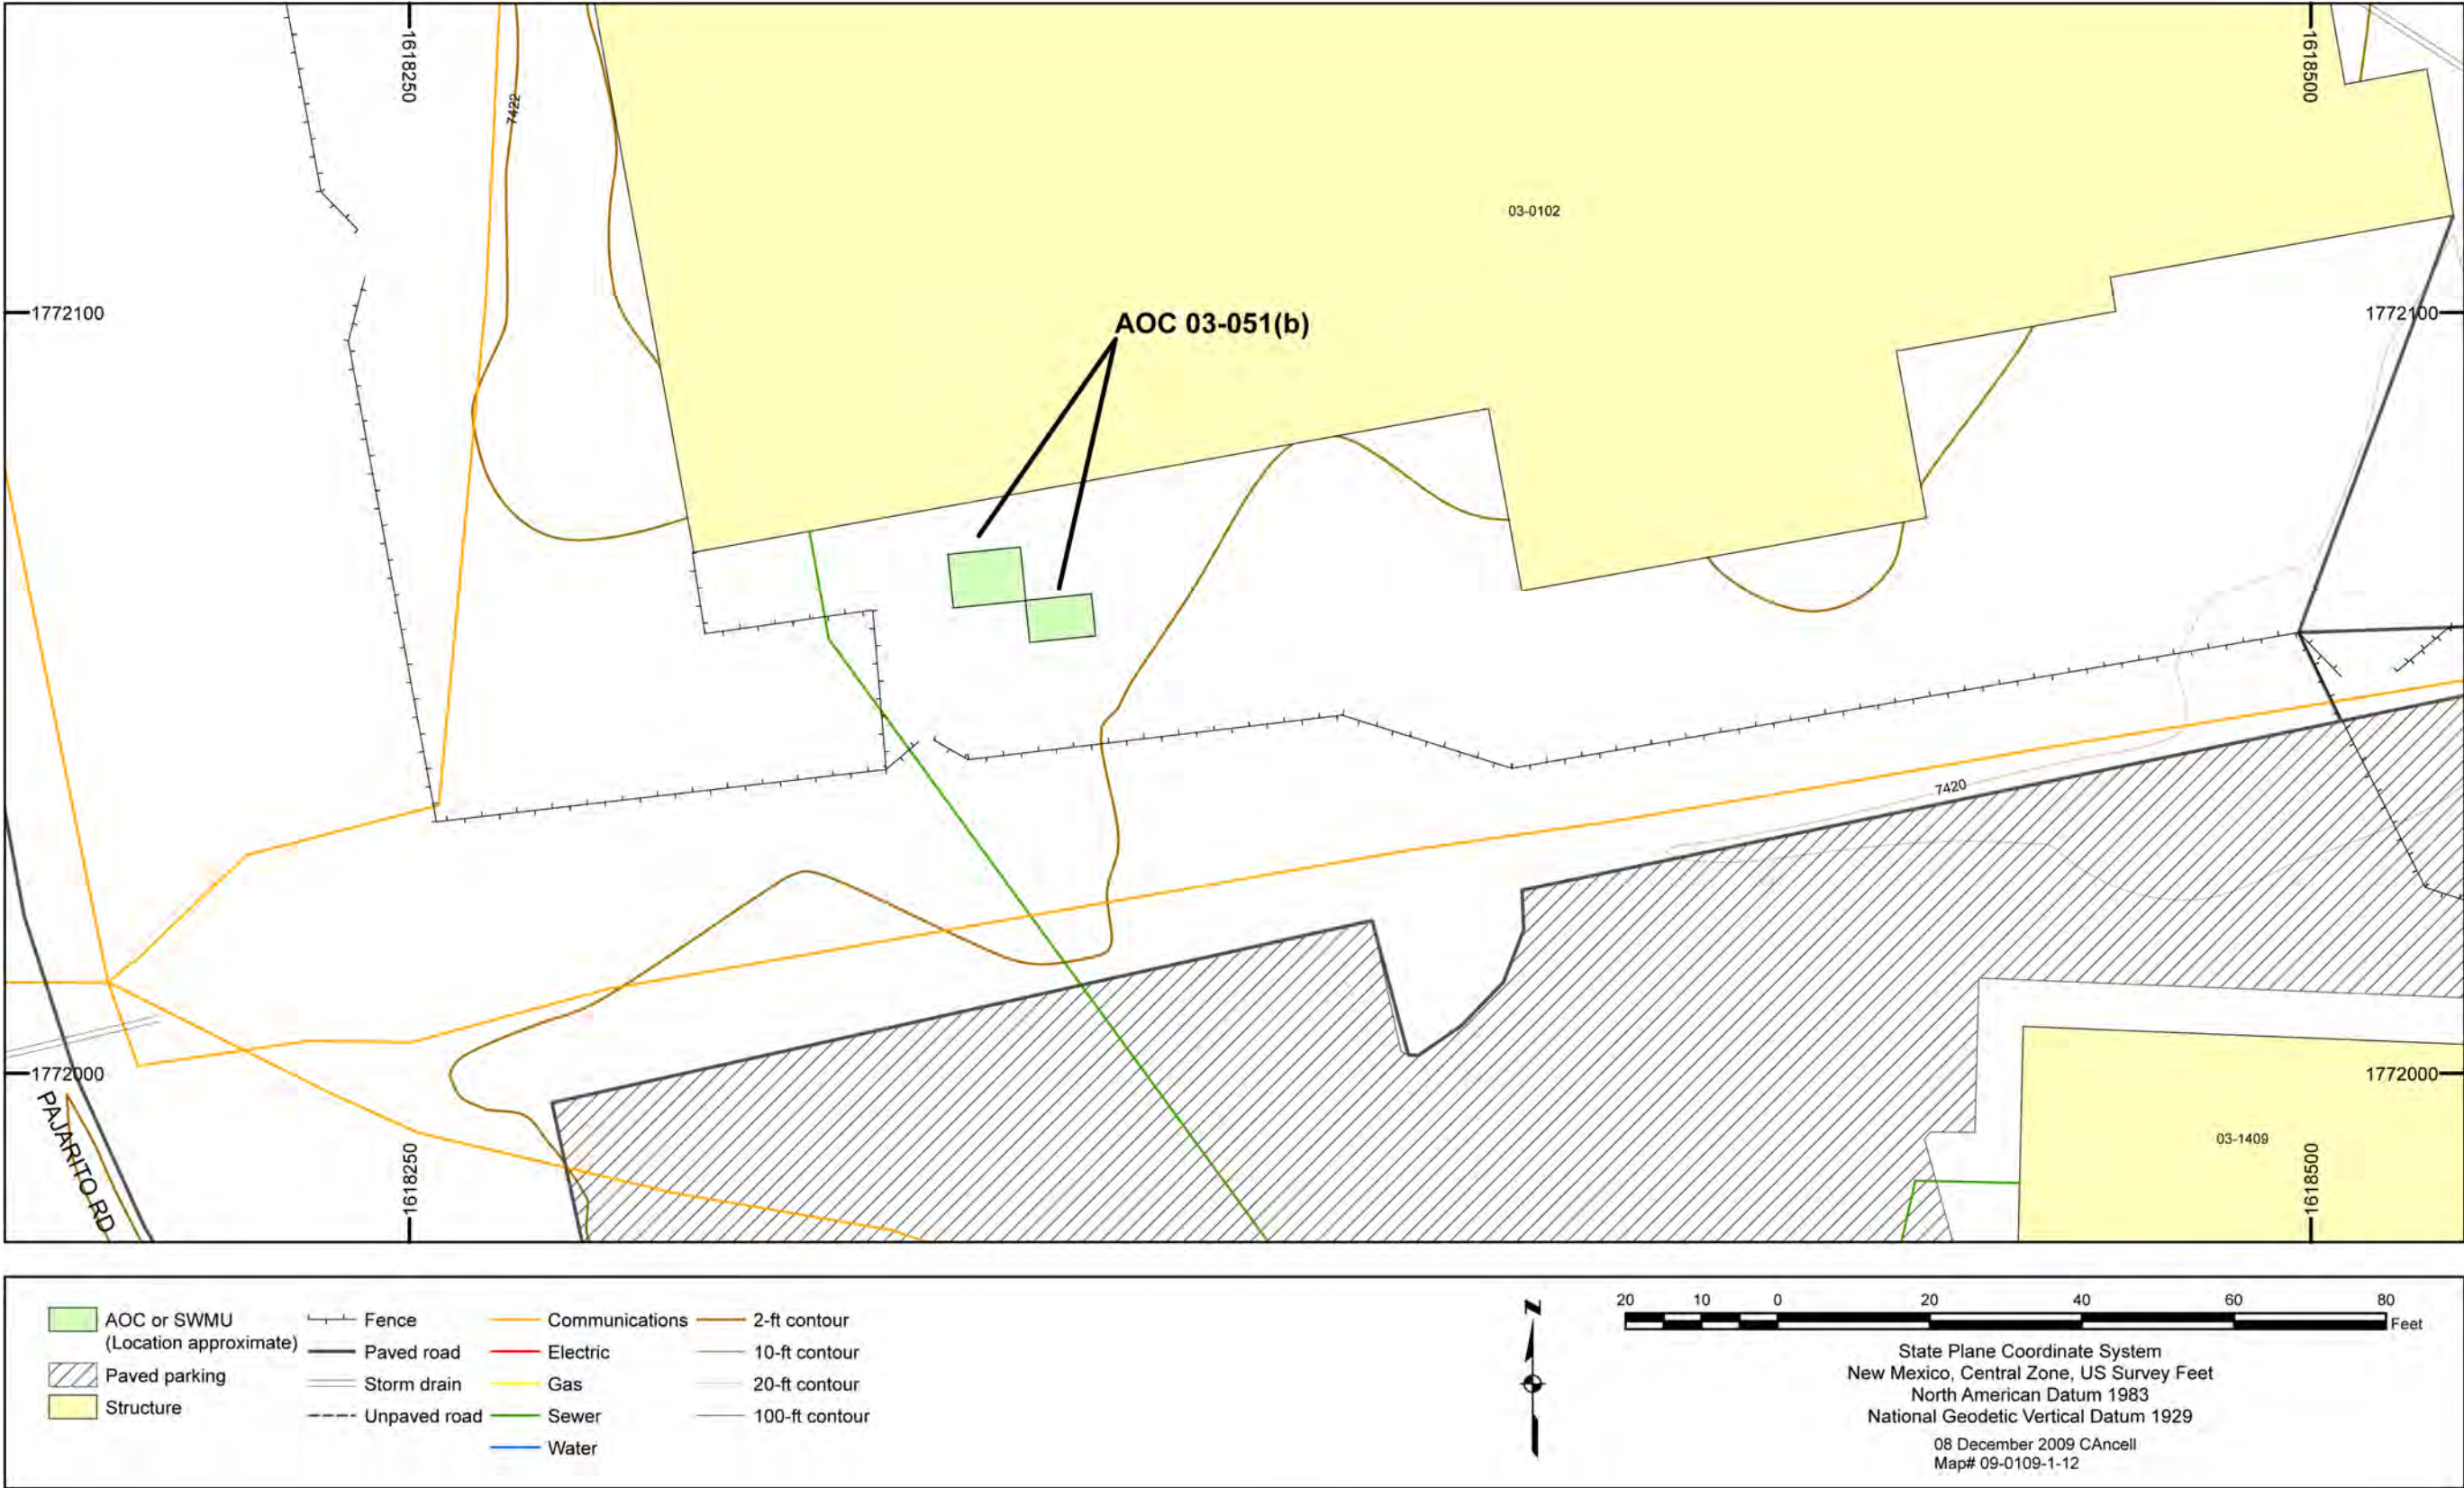 1618250
1618500
7422
03-0102
1772100
AOC 03-051(b)
1772100
7420
1772000
1772000
PAJARITO RD
1618250
03-1409
1618500
AOC or SWMU
(Location approximate)
Paved parking
Structure
Fence
Paved road
Storm drain
Unpaved road
Communications
Electric
Gas
Sewer
Water
2-ft contour
10-ft contour
20-ft contour
100-ft contour
N
20 10 0 20 40 60 80
Feet
State Plane Coordinate System
New Mexico, Central Zone, US Survey Feet
North American Datum 1983
National Geodetic Vertical Datum 1929
08 December 2009 CAncell
Map# 09-0109-1-12